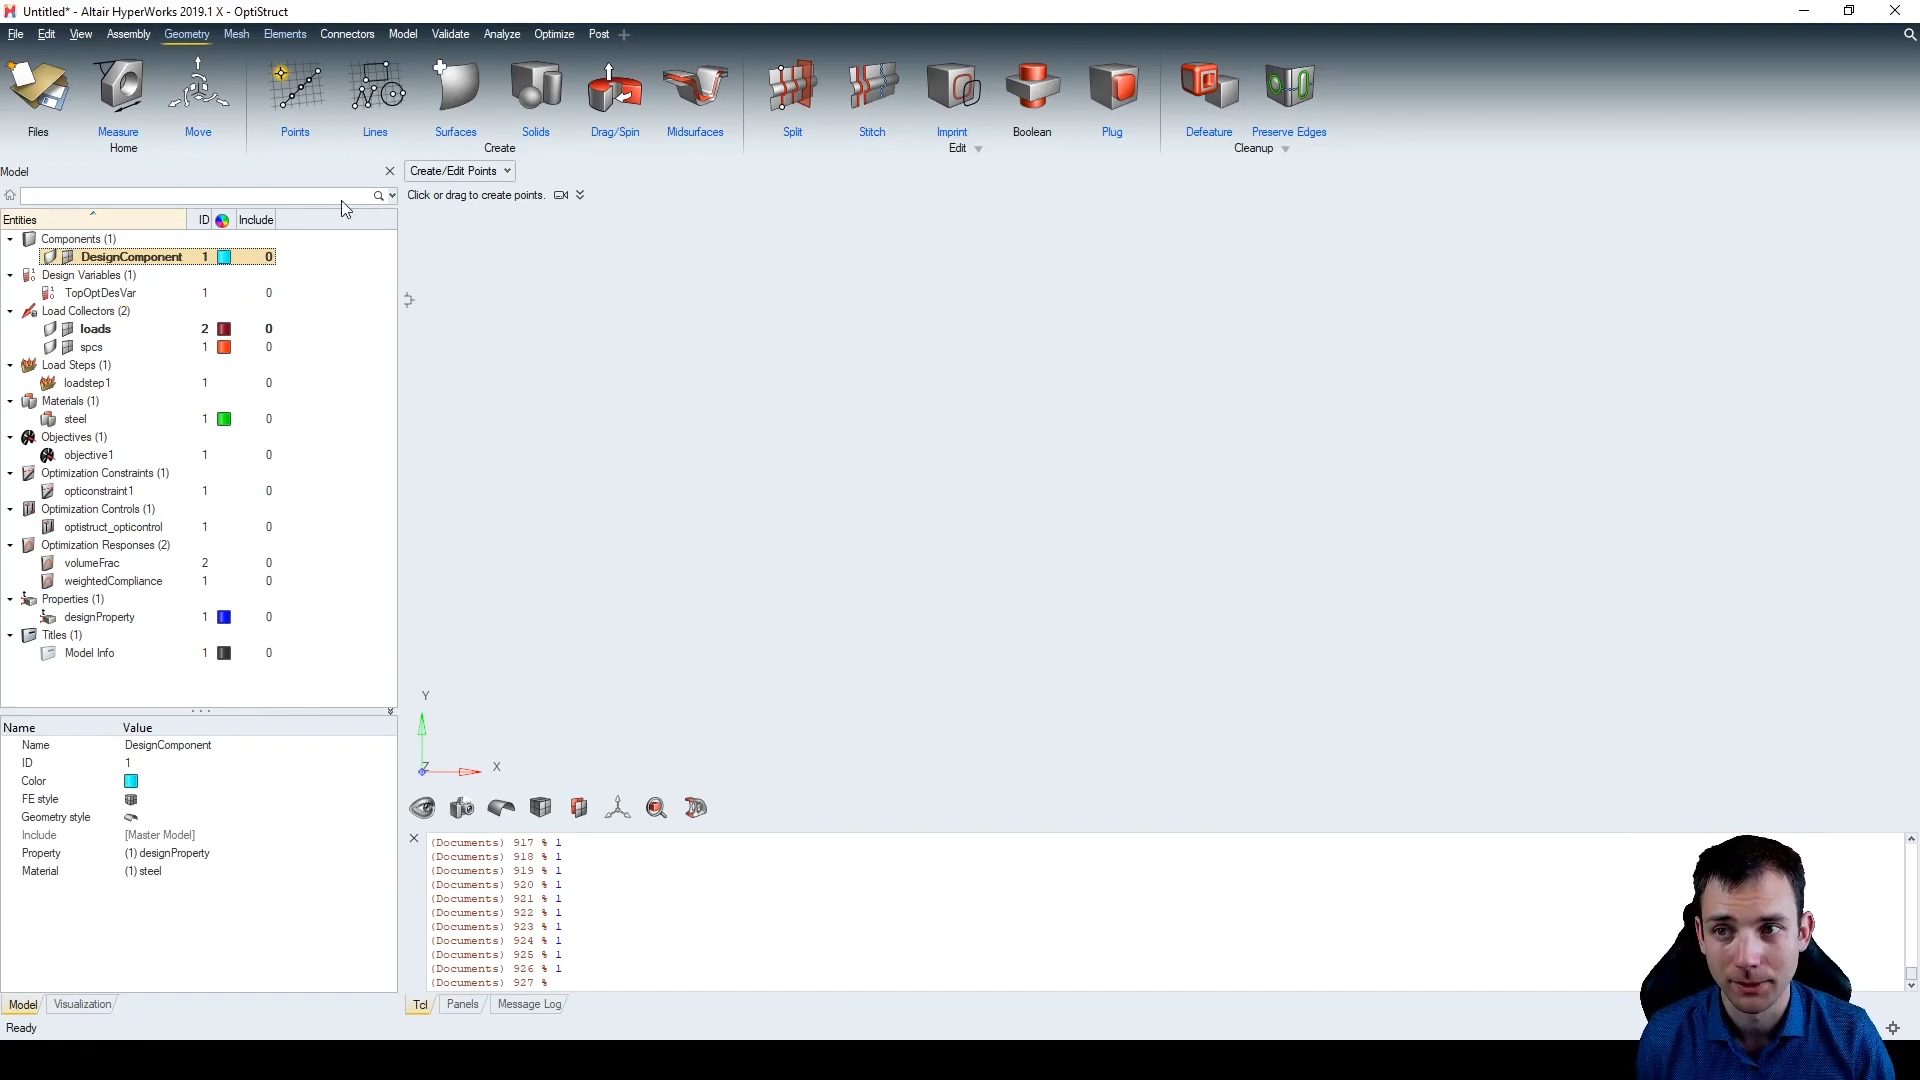 Untitled* - Altair HyperWorks 2019.1 X - OptiStruct
File Edit View Assembly Geometry Mesh Elements Connectors Model Validate Analyze Optimize Post
Files Measure Move Points Lines Surfaces Solids Drag/Spin Midsurfaces Split Stitch Imprint Boolean Plug Defeature Preserve Edges
Home Create Edit Cleanup
Model
Create/Edit Points
Click or drag to create points.
Entities ID Include
Components (1)
DesignComponent 1 0
Design Variables (1)
TopOptDesVar 1 0
Load Collectors (2)
loads 2 0
spcs 1 0
Load Steps (1)
loadstep1 1 0
Materials (1)
steel 1 0
Objectives (1)
objective1 1 0
Optimization Constraints (1)
opticonstraint1 1 0
Optimization Controls (1)
optistruct_opticontrol 1 0
Optimization Responses (2)
volumeFrac 2 0
weightedCompliance 1 0
Properties (1)
designProperty 1 0
Titles (1)
Model Info 1 0
Y
Z X
Name Value
Name DesignComponent
ID 1
Color
FE style
Geometry style
Include [Master Model]
Property (1) designProperty
Material (1) steel
(Documents) 917 % 1
(Documents) 918 % 1
(Documents) 919 % 1
(Documents) 920 % 1
(Documents) 921 % 1
(Documents) 922 % 1
(Documents) 923 % 1
(Documents) 924 % 1
(Documents) 925 % 1
(Documents) 926 % 1
(Documents) 927 %
Model Visualization
Tcl Panels Message Log
Ready